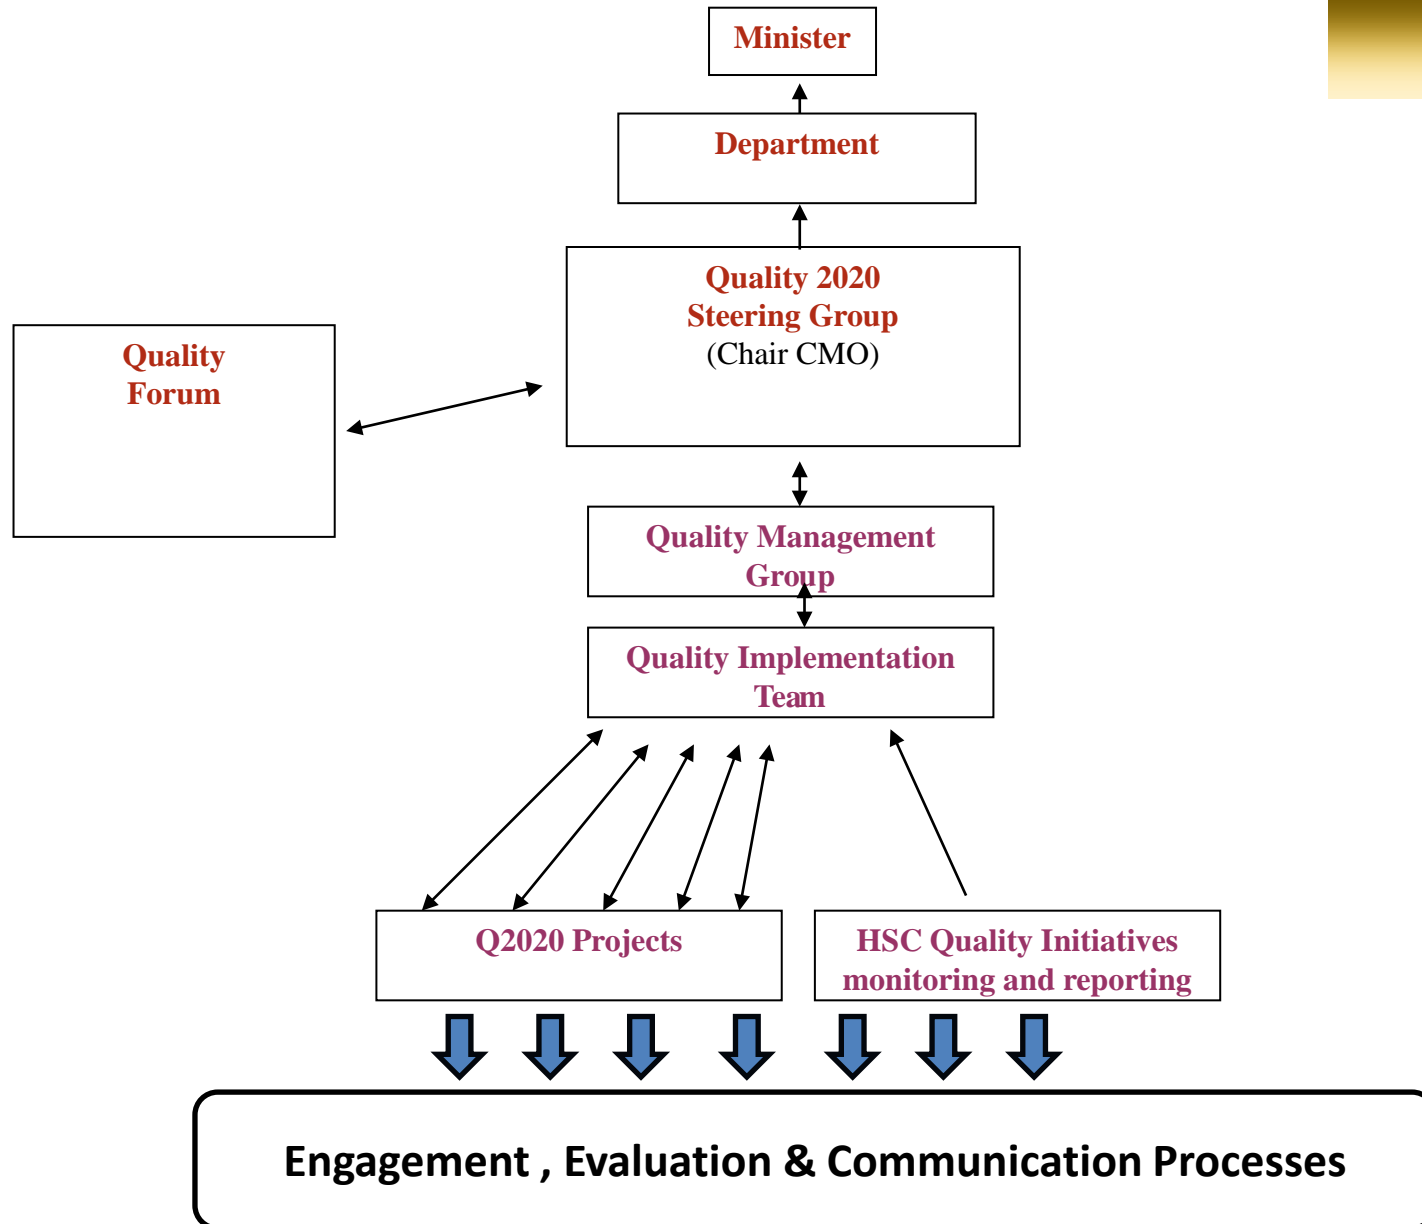 Minister
Department
Quality 2020
Steering Group
(Chair CMO)
Quality
Forum
Quality Management
Group
Quality Implementation
Team
Q2020 Projects
HSC Quality Initiatives
monitoring and reporting
Engagement , Evaluation & Communication Processes